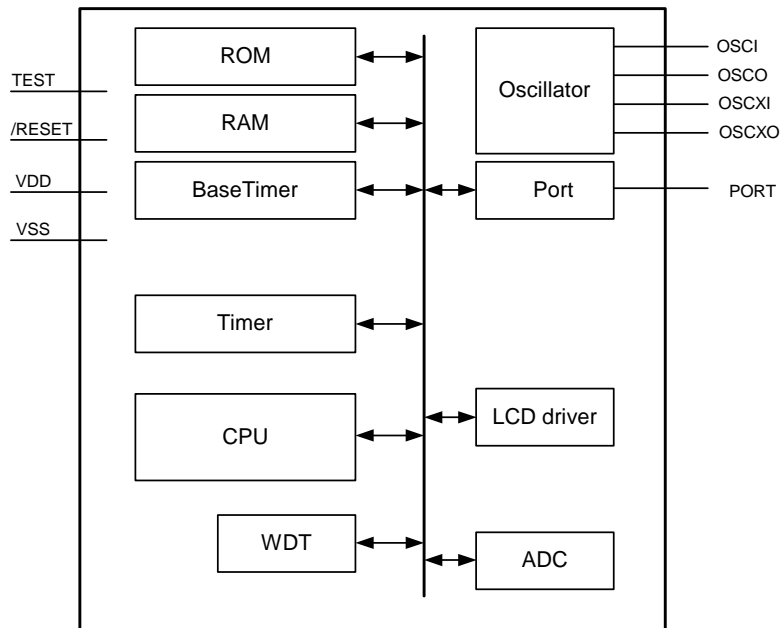 TEST
/RESET
VDD
VSS
ROM
RAM
BaseTimer
Timer
CPU
WDT
Oscillator
Port
LCD driver
ADC
OSCI
OSCO
OSCXI
OSCXO
PORT